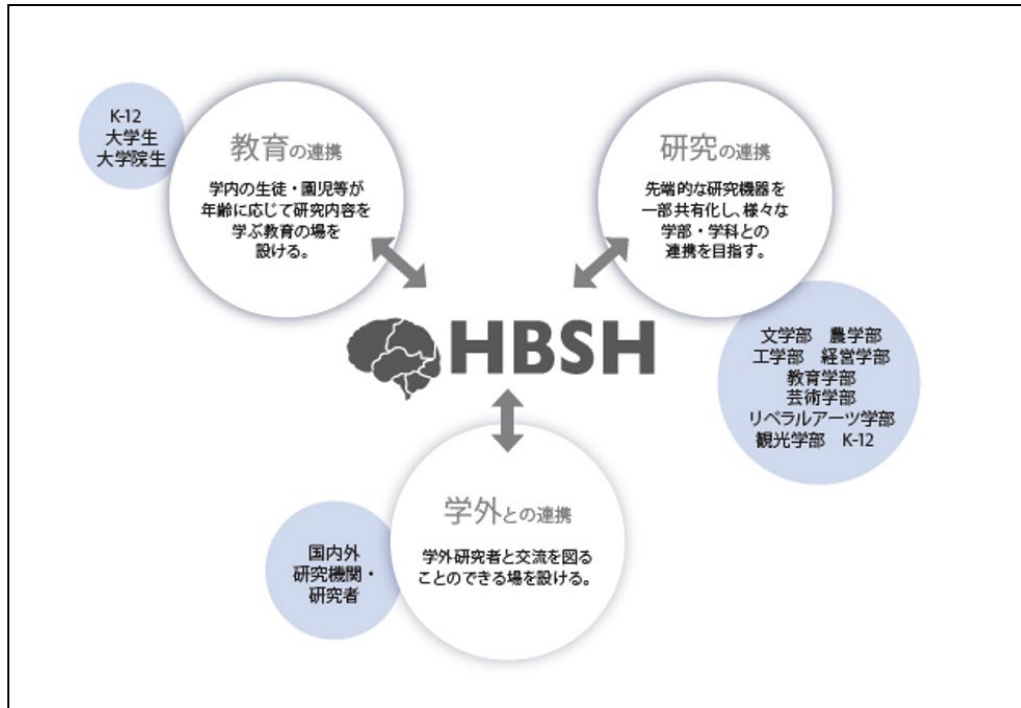 K-12
大学生
大学院生
教育の連携
学内の生徒・園児等が
年齢に応じて研究内容を
学ぶ教育の場を
設ける。
研究の連携
先端的な研究機器を
一部共有化し、様々な
学部・学科との
連携を目指す。
文学部 農学部
工学部 経営学部
教育学部
芸術学部
リベラルアーツ学部
観光学部 K-12
HBSH
学外との連携
学外研究者と交流を図る
ことのできる場を設ける。
国内外
研究機関・
研究者